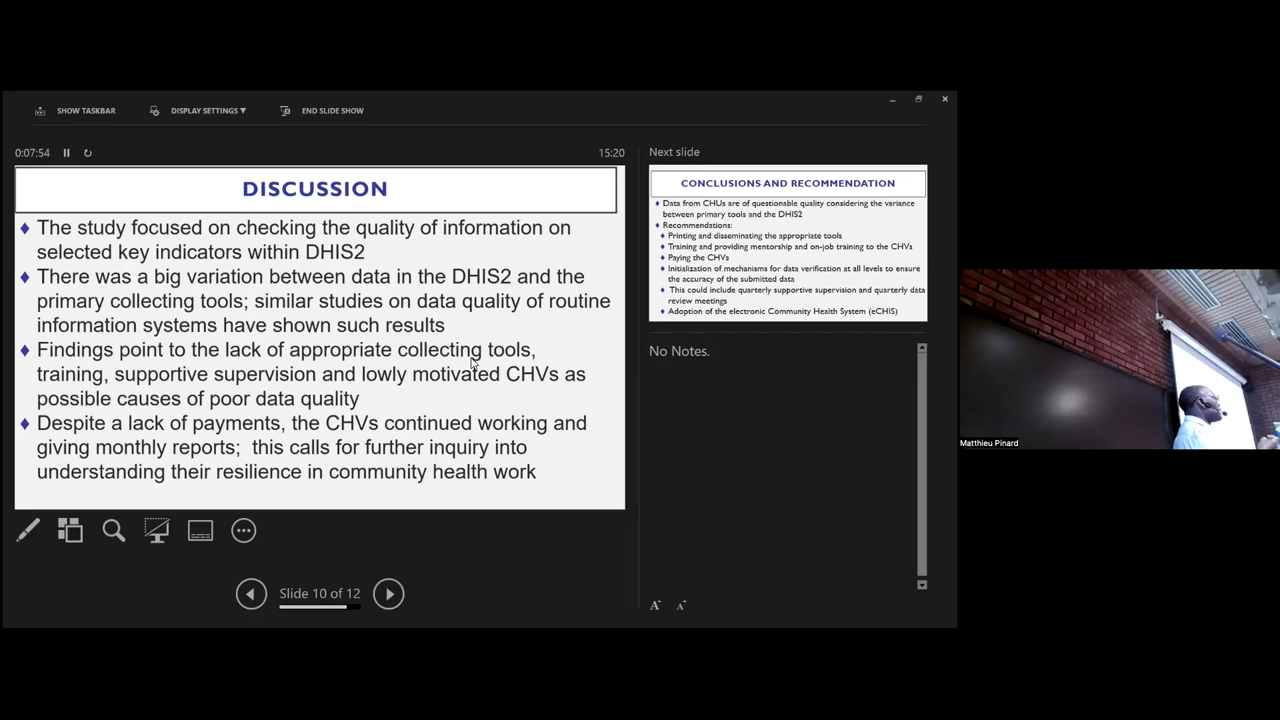 SHOW TASKBAR
DISPLAY SETTINGS ▼
END SLIDE SHOW
0:07:54
15:20
DISCUSSION
♦ The study focused on checking the quality of information on
selected key indicators within DHIS2
♦ There was a big variation between data in the DHIS2 and the
primary collecting tools; similar studies on data quality of routine
information systems have shown such results
♦ Findings point to the lack of appropriate collecting tools,
training, supportive supervision and lowly motivated CHVs as
possible causes of poor data quality
♦ Despite a lack of payments, the CHVs continued working and
giving monthly reports;  this calls for further inquiry into
understanding their resilience in community health work
Slide 10 of 12
Next slide
CONCLUSIONS AND RECOMMENDATION
♦ Data from CHUs are of questionable quality considering the variance
between primary tools and the DHIS2
♦ Recommendations:
♦ Printing and disseminating the appropriate tools
♦ Training and providing mentorship and on-job training to the CHVs
♦ Paying the CHVs
♦ Initialization of mechanisms for data verification at all levels to ensure
the accuracy of the submitted data
♦ This could include quarterly supportive supervision and quarterly data
review meetings
♦ Adoption of the electronic Community Health System (eCHIS)
No Notes.
A A
Matthieu Pinard